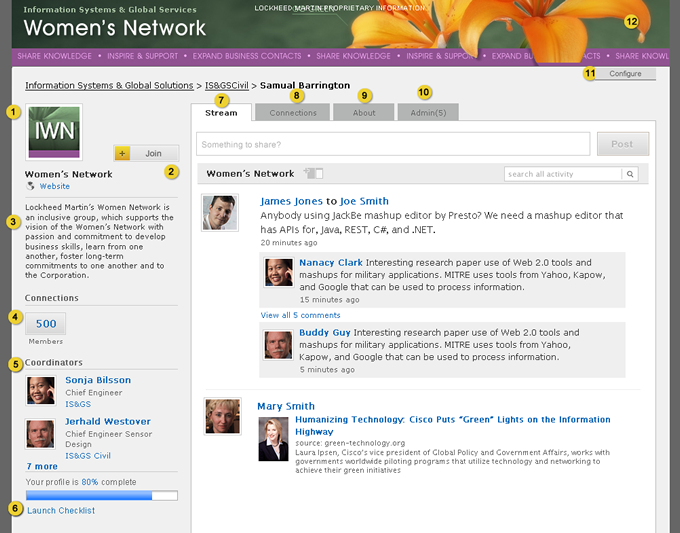 Information Systems & Global Services
LOCKHEED MARTIN PROPRIETARY INFORMATION
Women's Network
12
SHARE KNOWLEDGE • INSPIRE & SUPPORT • EXPAND BUSINESS CONTACTS • SHARE KNOWLEDGE • INSPIRE & SUPPORT • EXPAND BUSINESS CONTACTS • SHARE KNOWL
11
Configure
Information Systems & Global Solutions > IS&GSCivil > Samual Barrington
7
8
9
10
Stream
Connections
About
Admin(5)
1
IWN
+ Join
2
Something to share?
Post
Women's Network
Website
Women's Network
search all activity
3
Lockheed Martin's Women Network is
an inclusive group, which supports the
vision of the Women's Network with
passion and commitment to develop
business skills, learn from one
another, foster long-term
commitments to one another and to
the Corporation.
James Jones to Joe Smith
Anybody using JackBe mashup editor by Presto? We need a mashup editor that
has APIs for, Java, REST, C#, and .NET.
20 minutes ago
Nanacy Clark Interesting research paper use of Web 2.0 tools and
mashups for military applications. MITRE uses tools from Yahoo, Kapow,
and Google that can be used to process information.
15 minutes ago
View all 5 comments
Buddy Guy Interesting research paper use of Web 2.0 tools and
mashups for military applications. MITRE uses tools from Yahoo,
Kapow, and Google that can be used to process information.
5 minutes ago
Connections
4
500
Members
5
Coordinators
Sonja Bilsson
Chief Engineer
IS&GS
Jerhald Westover
Chief Engineer Sensor
Design
IS&GS Civil
7 more
Your profile is 80% complete
6
Launch Checklist
Mary Smith
Humanizing Technology: Cisco Puts "Green" Lights on the Information
Highway
source: green-technology.org
Laura Ipsen, Cisco's vice president of Global Policy and Government Affairs, works with
governments worldwide piloting programs that utilize technology and networking to
achieve their green initiatives